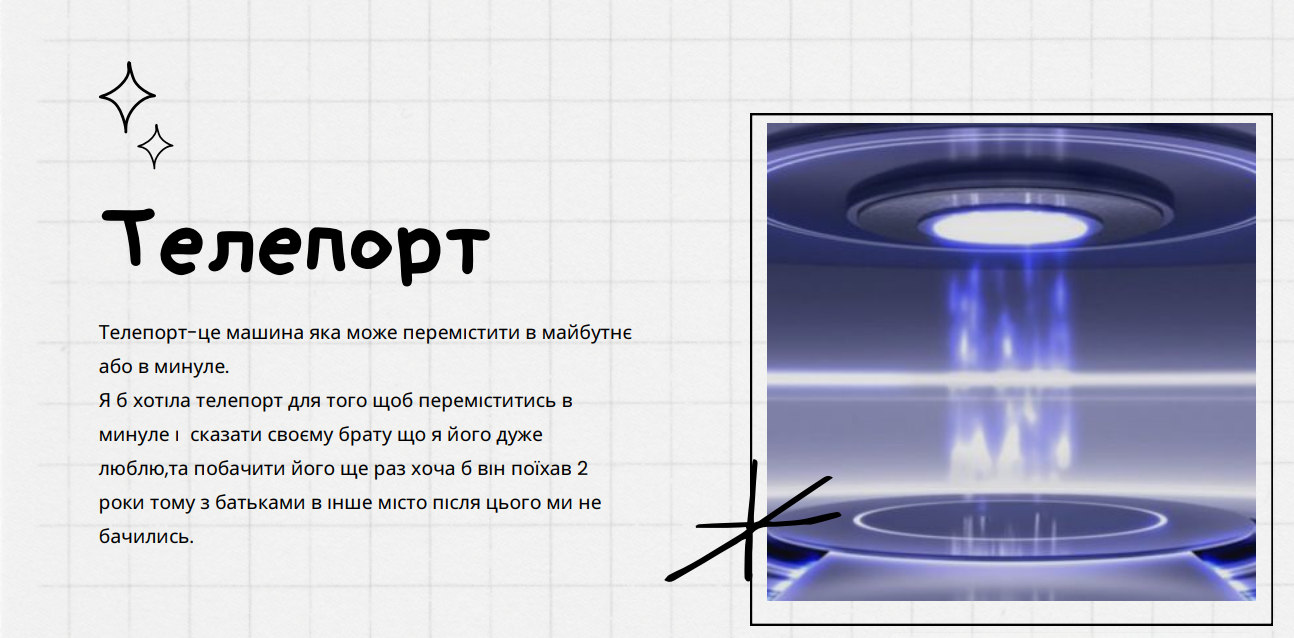 Телепорт
Телепорт-це машина яка може перемістити в майбутнє
або в минуле.
Я б хотіла телепорт для того щоб переміститись в
минуле і  сказати своєму брату що я його дуже
люблю,та побачити його ще раз хоча б він поїхав 2
роки тому з батьками в інше місто після цього ми не
бачились.